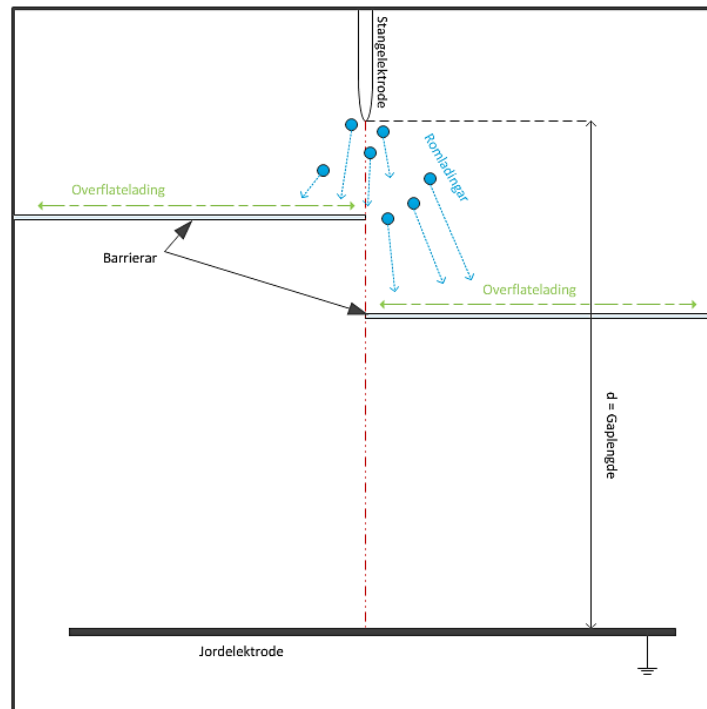 Stangelektrode
Romladingar
Overflatelading
Barrierar
Overflatelading
d = Gaplengde
Jordelektrode